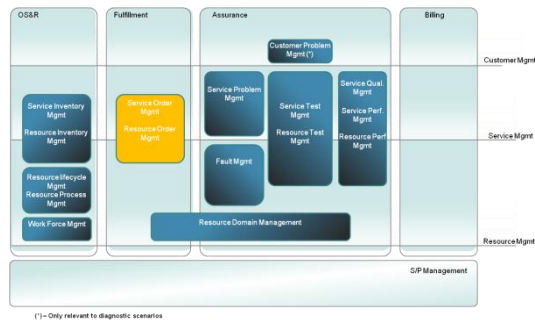 OS&R
Fulfillment
Assurance
Billing
Customer Problem
Mgmt (*)
Customer Mgmt
Service Inventory
Mgmt
Resource Inventory
Mgmt
Service Order
Mgmt
Resource Order
Mgmt
Service Problem
Mgmt
Service Test
Mgmt
Resource Test
Mgmt
Service Qual.
Mgmt
Service Perf.
Mgmt
Resource Perf
Mgmt
Service Mgmt
Fault Mgmt
Resource lifecycle
Mgmt
Resource Process
Mgmt
Work Force Mgmt
Resource Domain Management
Resource Mgmt
S/P Management
(*) – Only relevant to diagnostic scenarios